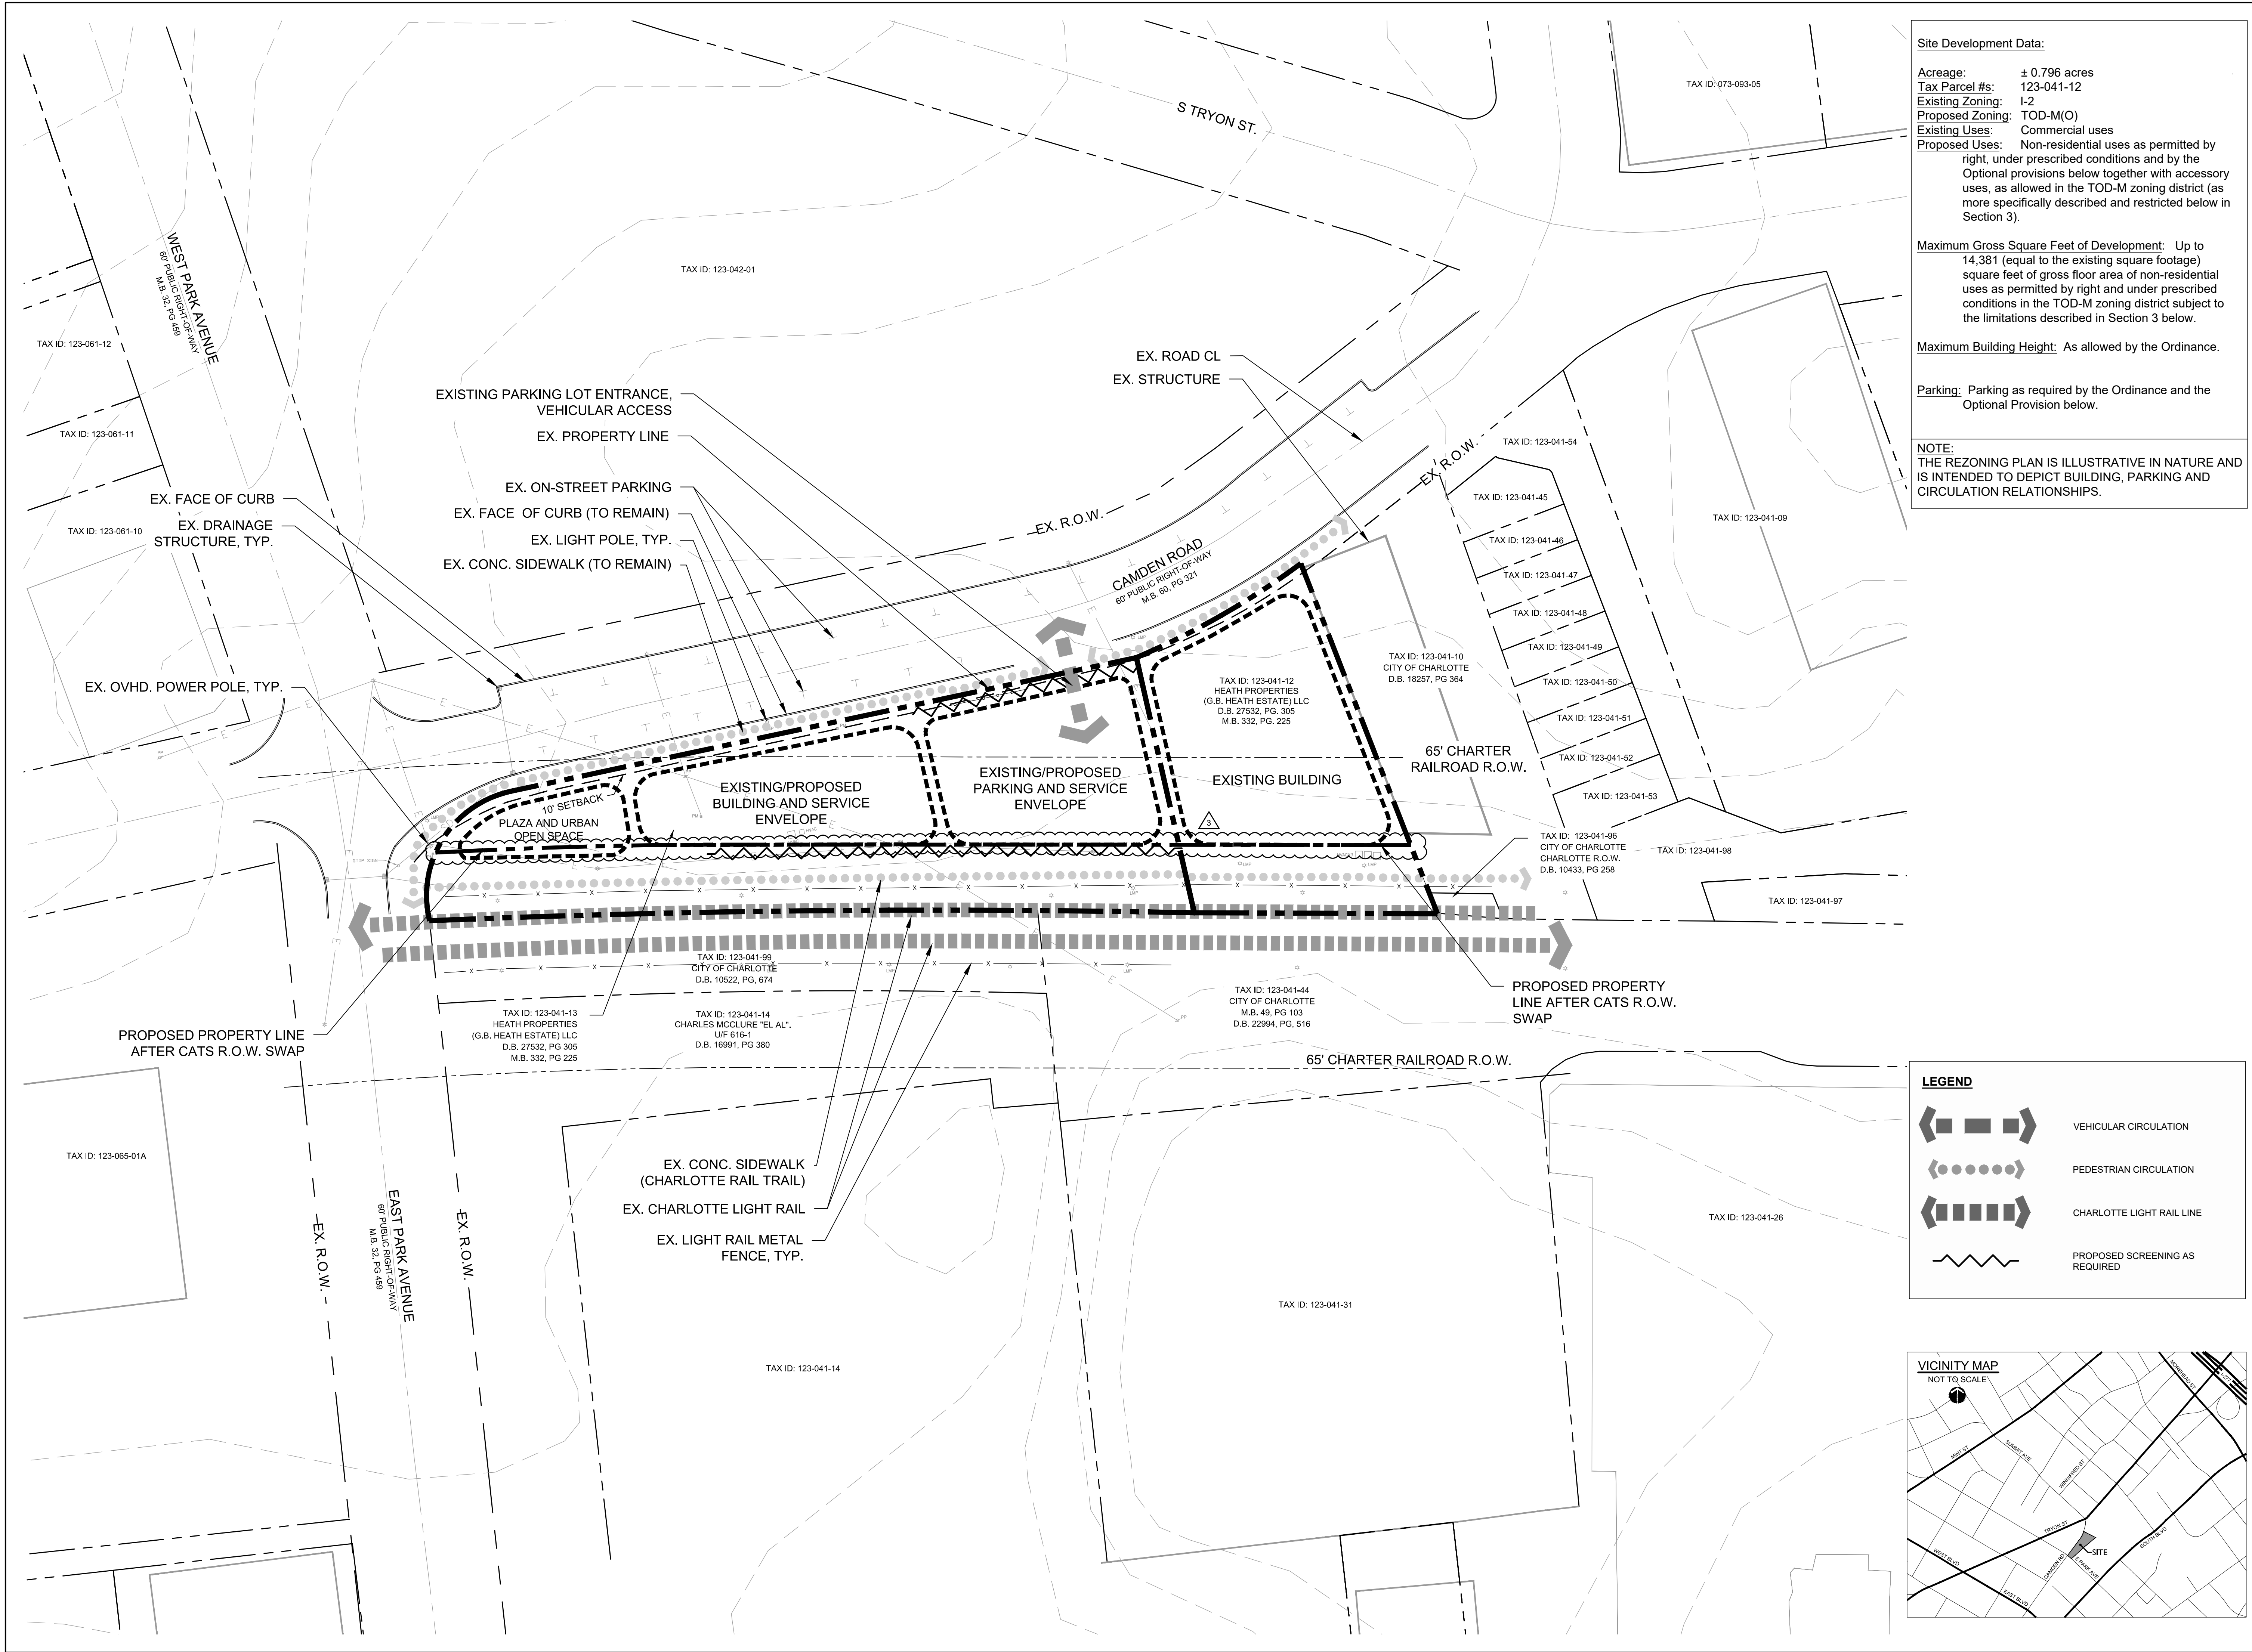 Site Development Data:
Acreage: ± 0.796 acres
Tax Parcel #s: 123-041-12
Existing Zoning: I-2
Proposed Zoning: TOD-M(O)
Existing Uses: Commercial uses
Proposed Uses: Non-residential uses as permitted by
right, under prescribed conditions and by the
Optional provisions below together with accessory
uses, as allowed in the TOD-M zoning district (as
more specifically described and restricted below in
Section 3).
Maximum Gross Square Feet of Development: Up to
14,381 (equal to the existing square footage)
square feet of gross floor area of non-residential
uses as permitted by right and under prescribed
conditions in the TOD-M zoning district subject to
the limitations described in Section 3 below.
Maximum Building Height: As allowed by the Ordinance.
Parking: Parking as required by the Ordinance and the
Optional Provision below.
NOTE:
THE REZONING PLAN IS ILLUSTRATIVE IN NATURE AND
IS INTENDED TO DEPICT BUILDING, PARKING AND
CIRCULATION RELATIONSHIPS.
TAX ID: 073-093-05
S TRYON ST.
TAX ID: 123-042-01
WEST PARK AVENUE
60' PUBLIC RIGHT-OF-WAY
M.B. 32, PG 459
TAX ID: 123-061-12
TAX ID: 123-061-11
TAX ID: 123-061-10
EX. ROAD CL
EX. STRUCTURE
EXISTING PARKING LOT ENTRANCE,
VEHICULAR ACCESS
EX. PROPERTY LINE
EX. ON-STREET PARKING
EX. FACE OF CURB (TO REMAIN)
EX. LIGHT POLE, TYP.
EX. CONC. SIDEWALK (TO REMAIN)
EX. FACE OF CURB
EX. DRAINAGE
STRUCTURE, TYP.
EX. OVHD. POWER POLE, TYP.
EX. R.O.W.
EX. R.O.W.
CAMDEN ROAD
60' PUBLIC RIGHT-OF-WAY
M.B. 60, PG 321
TAX ID: 123-041-54
TAX ID: 123-041-45
TAX ID: 123-041-46
TAX ID: 123-041-47
TAX ID: 123-041-48
TAX ID: 123-041-49
TAX ID: 123-041-50
TAX ID: 123-041-51
TAX ID: 123-041-52
TAX ID: 123-041-53
TAX ID: 123-041-09
TAX ID: 123-041-10
CITY OF CHARLOTTE
D.B. 18257, PG 364
TAX ID: 123-041-12
HEATH PROPERTIES
(G.B. HEATH ESTATE) LLC
D.B. 27532, PG, 305
M.B. 332, PG. 225
65' CHARTER
RAILROAD R.O.W.
EXISTING BUILDING
EXISTING/PROPOSED
PARKING AND SERVICE
ENVELOPE
EXISTING/PROPOSED
BUILDING AND SERVICE
ENVELOPE
10' SETBACK
PLAZA AND URBAN
OPEN SPACE
3
STOP SIGN
TAX ID: 123-041-96
CITY OF CHARLOTTE
CHARLOTTE R.O.W.
D.B. 10433, PG 258
TAX ID: 123-041-98
TAX ID: 123-041-97
TAX ID: 123-041-99
CITY OF CHARLOTTE
D.B. 10522, PG, 674
TAX ID: 123-041-13
HEATH PROPERTIES
(G.B. HEATH ESTATE) LLC
D.B. 27532, PG 305
M.B. 332, PG 225
TAX ID: 123-041-14
CHARLES MCCLURE "EL AL".
U/F 616-1
D.B. 16991, PG 380
TAX ID: 123-041-44
CITY OF CHARLOTTE
M.B. 49, PG 103
D.B. 22994, PG, 516
PROPOSED PROPERTY
LINE AFTER CATS R.O.W.
SWAP
PROPOSED PROPERTY LINE
AFTER CATS R.O.W. SWAP
65' CHARTER RAILROAD R.O.W.
TAX ID: 123-065-01A
EX. CONC. SIDEWALK
(CHARLOTTE RAIL TRAIL)
EX. CHARLOTTE LIGHT RAIL
EX. LIGHT RAIL METAL
FENCE, TYP.
EX. R.O.W.
EAST PARK AVENUE
60' PUBLIC RIGHT-OF-WAY
M.B. 32, PG 459
EX. R.O.W.
TAX ID: 123-041-14
TAX ID: 123-041-31
TAX ID: 123-041-26
LEGEND
VEHICULAR CIRCULATION
PEDESTRIAN CIRCULATION
CHARLOTTE LIGHT RAIL LINE
PROPOSED SCREENING AS
REQUIRED
VICINITY MAP
NOT TO SCALE
MOREHEAD ST
I-277
MINT ST
SUMMIT AVE
WINNIFRED ST
TRYON ST
SOUTH BLVD
WEST BLVD
SITE
CAMDEN RD
E PARK AVE
EAST BLVD